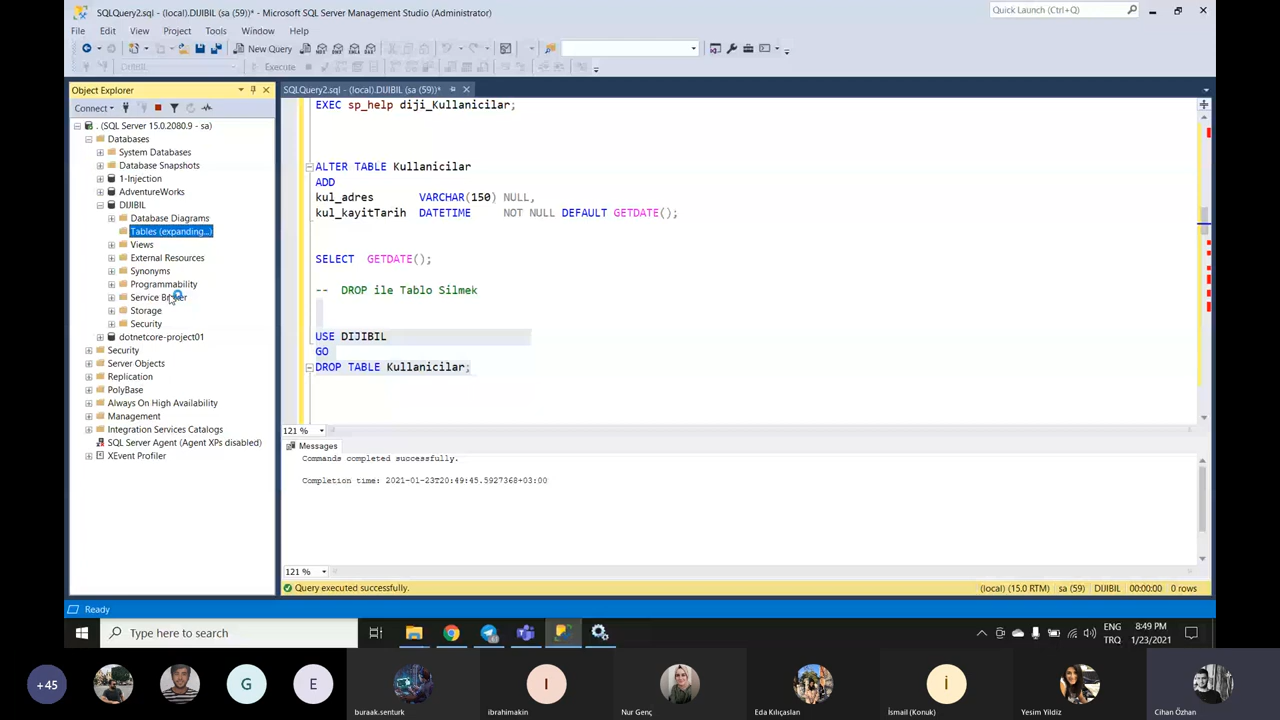 SQLQuery2.sql - (local).DIJIBIL (sa (59))* - Microsoft SQL Server Management Studio (Administrator)
Quick Launch (Ctrl+Q)
File Edit View Project Tools Window Help
New Query
Execute
Object Explorer
SQLQuery2.sql - (local).DIJIBIL (sa (59))*
Connect
. (SQL Server 15.0.2080.9 - sa)
Databases
System Databases
Database Snapshots
1-Injection
AdventureWorks
DIJIBIL
Database Diagrams
Tables (expanding...)
Views
External Resources
Synonyms
Programmability
Service
Storage
Security
dotnetcore-project01
Security
Server Objects
Replication
PolyBase
Always On High Availability
Management
Integration Services Catalogs
SQL Server Agent (Agent XPs disabled)
XEvent Profiler
EXEC sp_help diji_Kullanicilar;
ALTER TABLE Kullanicilar
ADD
kul_adres VARCHAR(150) NULL,
kul_kayitTarih DATETIME NOT NULL DEFAULT GETDATE();
SELECT GETDATE();
-- DROP ile Tablo Silmek
USE DIJIBIL
GO
DROP TABLE Kullanicilar;
121 %
Messages
Commands completed successfully.
Completion time: 2021-01-23T20:49:45.5927368+03:00
121 %
Query executed successfully.
(local) (15.0 RTM) sa (59) DIJIBIL 00:00:00 0 rows
Ready
Type here to search
ENG
TRQ
8:49 PM
1/23/2021
+45
G
E
I
İ
buraak.senturk
ibrahimakin
Nur Genç
Eda Kılıçaslan
İsmail (Konuk)
Yesim Yildiz
Cihan Özhan